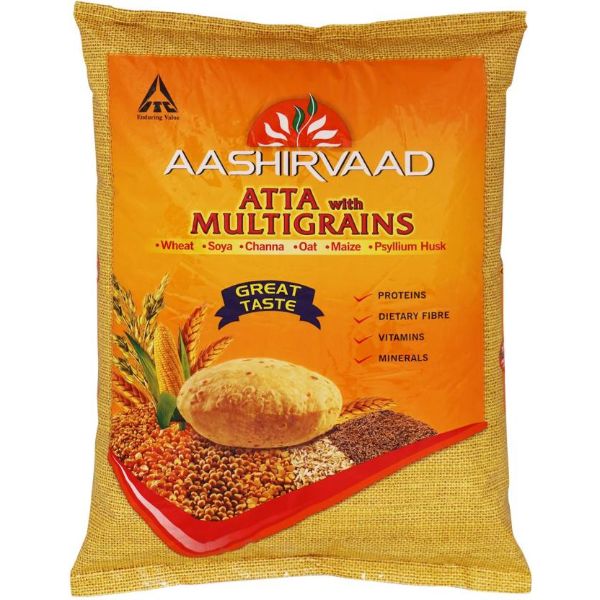 ITC
Enduring Value
AASHIRVAAD
ATTA with
MULTIGRAINS
•Wheat •Soya •Channa •Oat •Maize •Psyllium Husk
GREAT
TASTE
PROTEINS
DIETARY FIBRE
VITAMINS
MINERALS